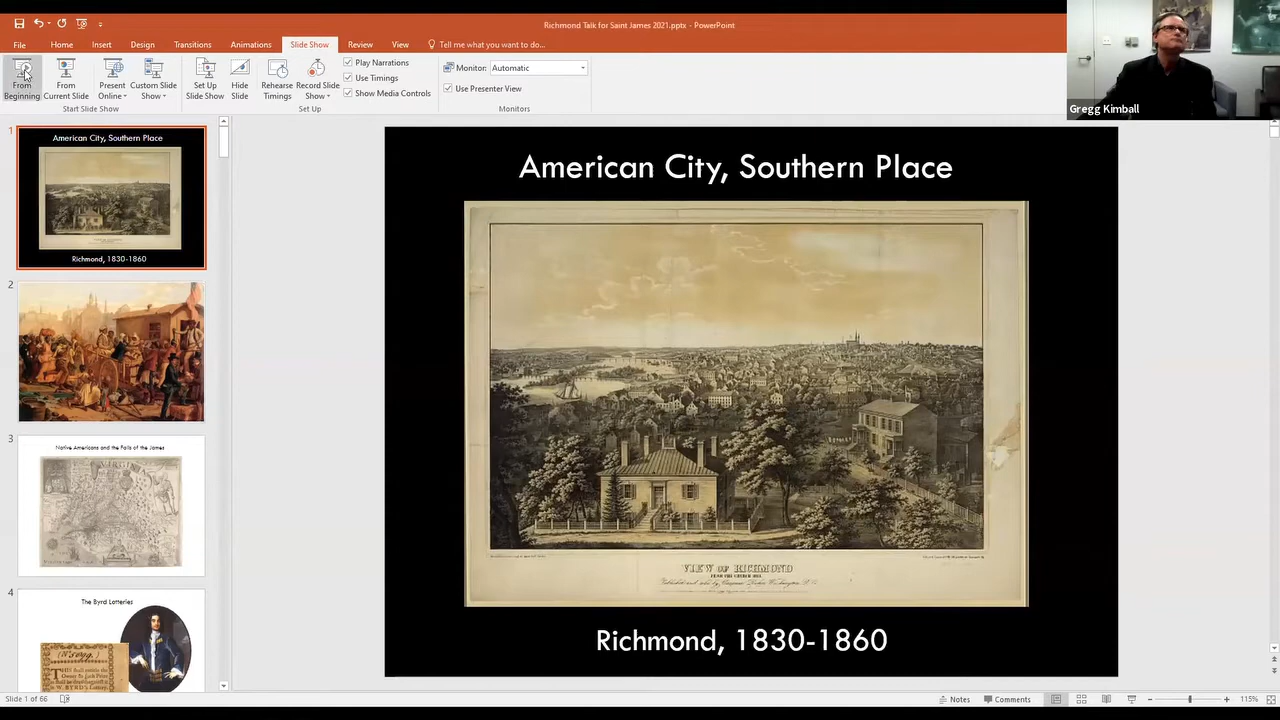 Richmond Talk for Saint James 2021.pptx - PowerPoint
File Home Insert Design Transitions Animations Slide Show Review View Tell me what you want to do...
From Beginning
From Current Slide
Present Online
Custom Slide Show
Set Up Slide Show
Hide Slide
Rehearse Timings
Record Slide Show
Play Narrations
Use Timings
Show Media Controls
Monitor: Automatic
Use Presenter View
Start Slide Show
Set Up
Monitors
Gregg Kimball
1
American City, Southern Place
Richmond, 1830-1860
2
3
Native Americans and the Falls of the James
4
The Byrd Lotteries
American City, Southern Place
VIEW OF RICHMOND
Richmond, 1830-1860
Slide 1 of 66
Notes
Comments
115%